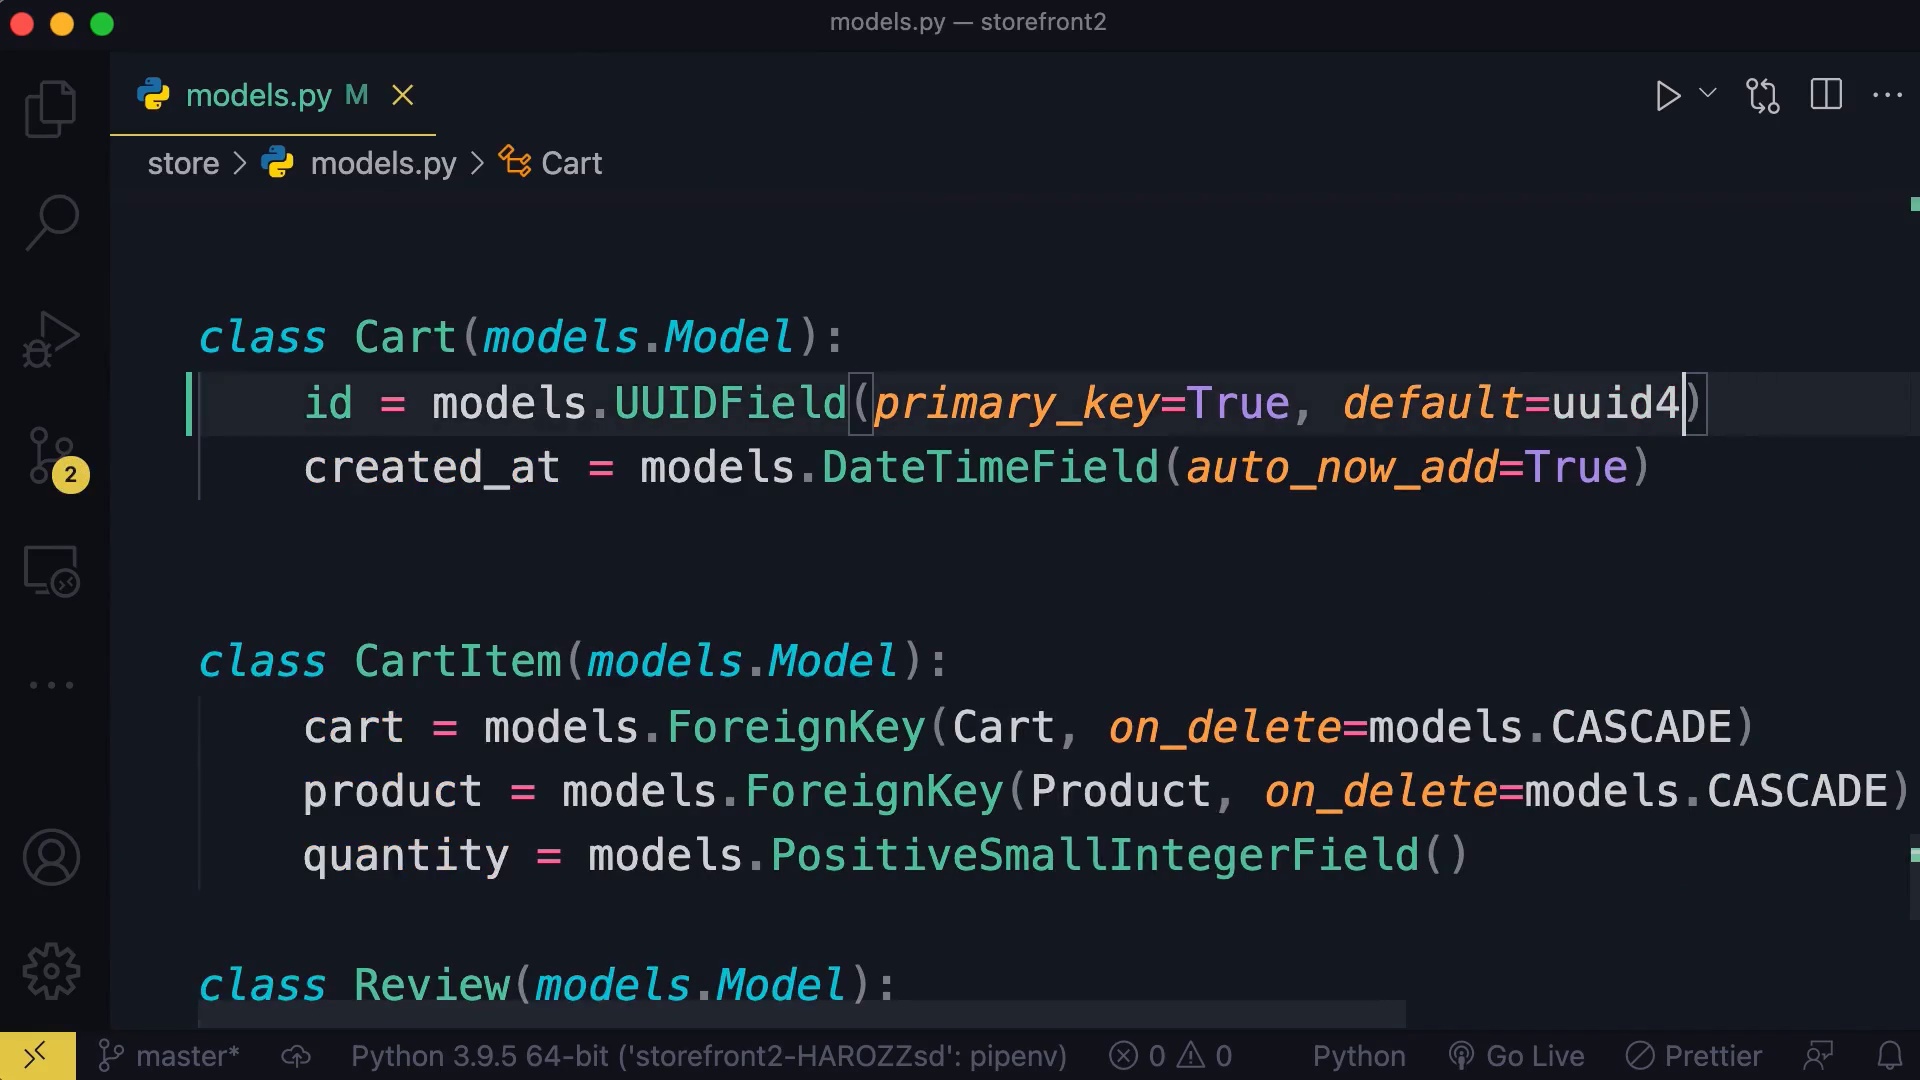 models.py — storefront2
models.py M
store > models.py > Cart
class Cart(models.Model):
id = models.UUIDField(primary_key=True, default=uuid4)
created_at = models.DateTimeField(auto_now_add=True)
class CartItem(models.Model):
cart = models.ForeignKey(Cart, on_delete=models.CASCADE)
product = models.ForeignKey(Product, on_delete=models.CASCADE)
quantity = models.PositiveSmallIntegerField()
class Review(models.Model):
2
master* Python 3.9.5 64-bit ('storefront2-HAROZZsd': pipenv) 0 0 Python Go Live Prettier